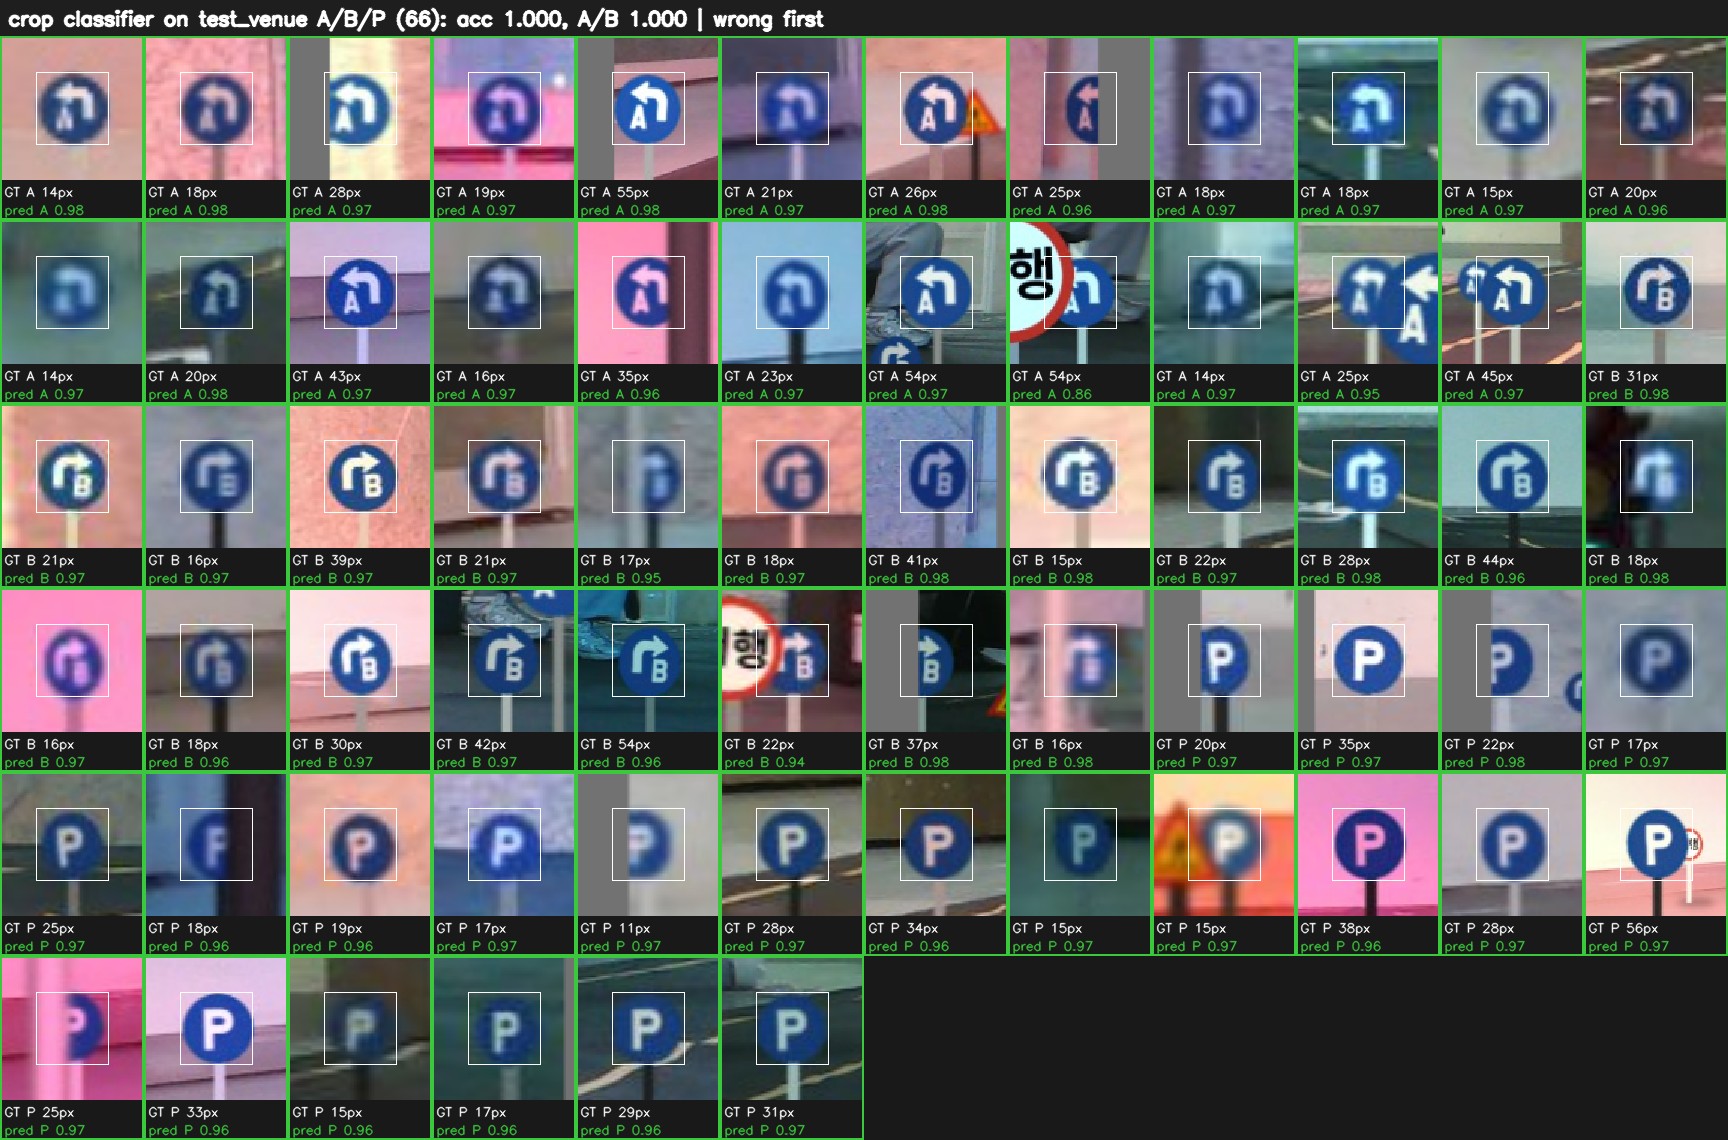 crop classifier on test_venue A/B/P (66): acc 1.000, A/B 1.000 | wrong first
A A A A A A A A A A A A
GT A 14px GT A 18px GT A 28px GT A 19px GT A 55px GT A 21px GT A 26px GT A 25px GT A 18px GT A 18px GT A 15px GT A 20px
pred A 0.98 pred A 0.98 pred A 0.97 pred A 0.97 pred A 0.98 pred A 0.97 pred A 0.98 pred A 0.96 pred A 0.97 pred A 0.97 pred A 0.97 pred A 0.96
A A A A A A A 행 A A A A A A B
GT A 14px GT A 20px GT A 43px GT A 16px GT A 35px GT A 23px GT A 54px GT A 54px GT A 14px GT A 25px GT A 45px GT B 31px
pred A 0.97 pred A 0.98 pred A 0.97 pred A 0.97 pred A 0.96 pred A 0.97 pred A 0.97 pred A 0.86 pred A 0.97 pred A 0.95 pred A 0.97 pred B 0.98
B B B B B B B B B B B B
GT B 21px GT B 16px GT B 39px GT B 21px GT B 17px GT B 18px GT B 41px GT B 15px GT B 22px GT B 28px GT B 44px GT B 18px
pred B 0.97 pred B 0.97 pred B 0.97 pred B 0.97 pred B 0.95 pred B 0.97 pred B 0.98 pred B 0.98 pred B 0.97 pred B 0.98 pred B 0.96 pred B 0.98
B B B B A B 행 B B B P P P P
GT B 16px GT B 18px GT B 30px GT B 42px GT B 54px GT B 22px GT B 37px GT B 16px GT P 20px GT P 35px GT P 22px GT P 17px
pred B 0.97 pred B 0.96 pred B 0.97 pred B 0.97 pred B 0.96 pred B 0.94 pred B 0.98 pred B 0.98 pred P 0.97 pred P 0.97 pred P 0.98 pred P 0.97
P P P P P P P P P P P P
GT P 25px GT P 18px GT P 19px GT P 17px GT P 11px GT P 28px GT P 34px GT P 15px GT P 15px GT P 38px GT P 28px GT P 56px
pred P 0.97 pred P 0.96 pred P 0.96 pred P 0.97 pred P 0.97 pred P 0.97 pred P 0.96 pred P 0.97 pred P 0.97 pred P 0.96 pred P 0.97 pred P 0.97
P P P P P P
GT P 25px GT P 33px GT P 15px GT P 17px GT P 29px GT P 31px
pred P 0.97 pred P 0.96 pred P 0.96 pred P 0.96 pred P 0.96 pred P 0.97